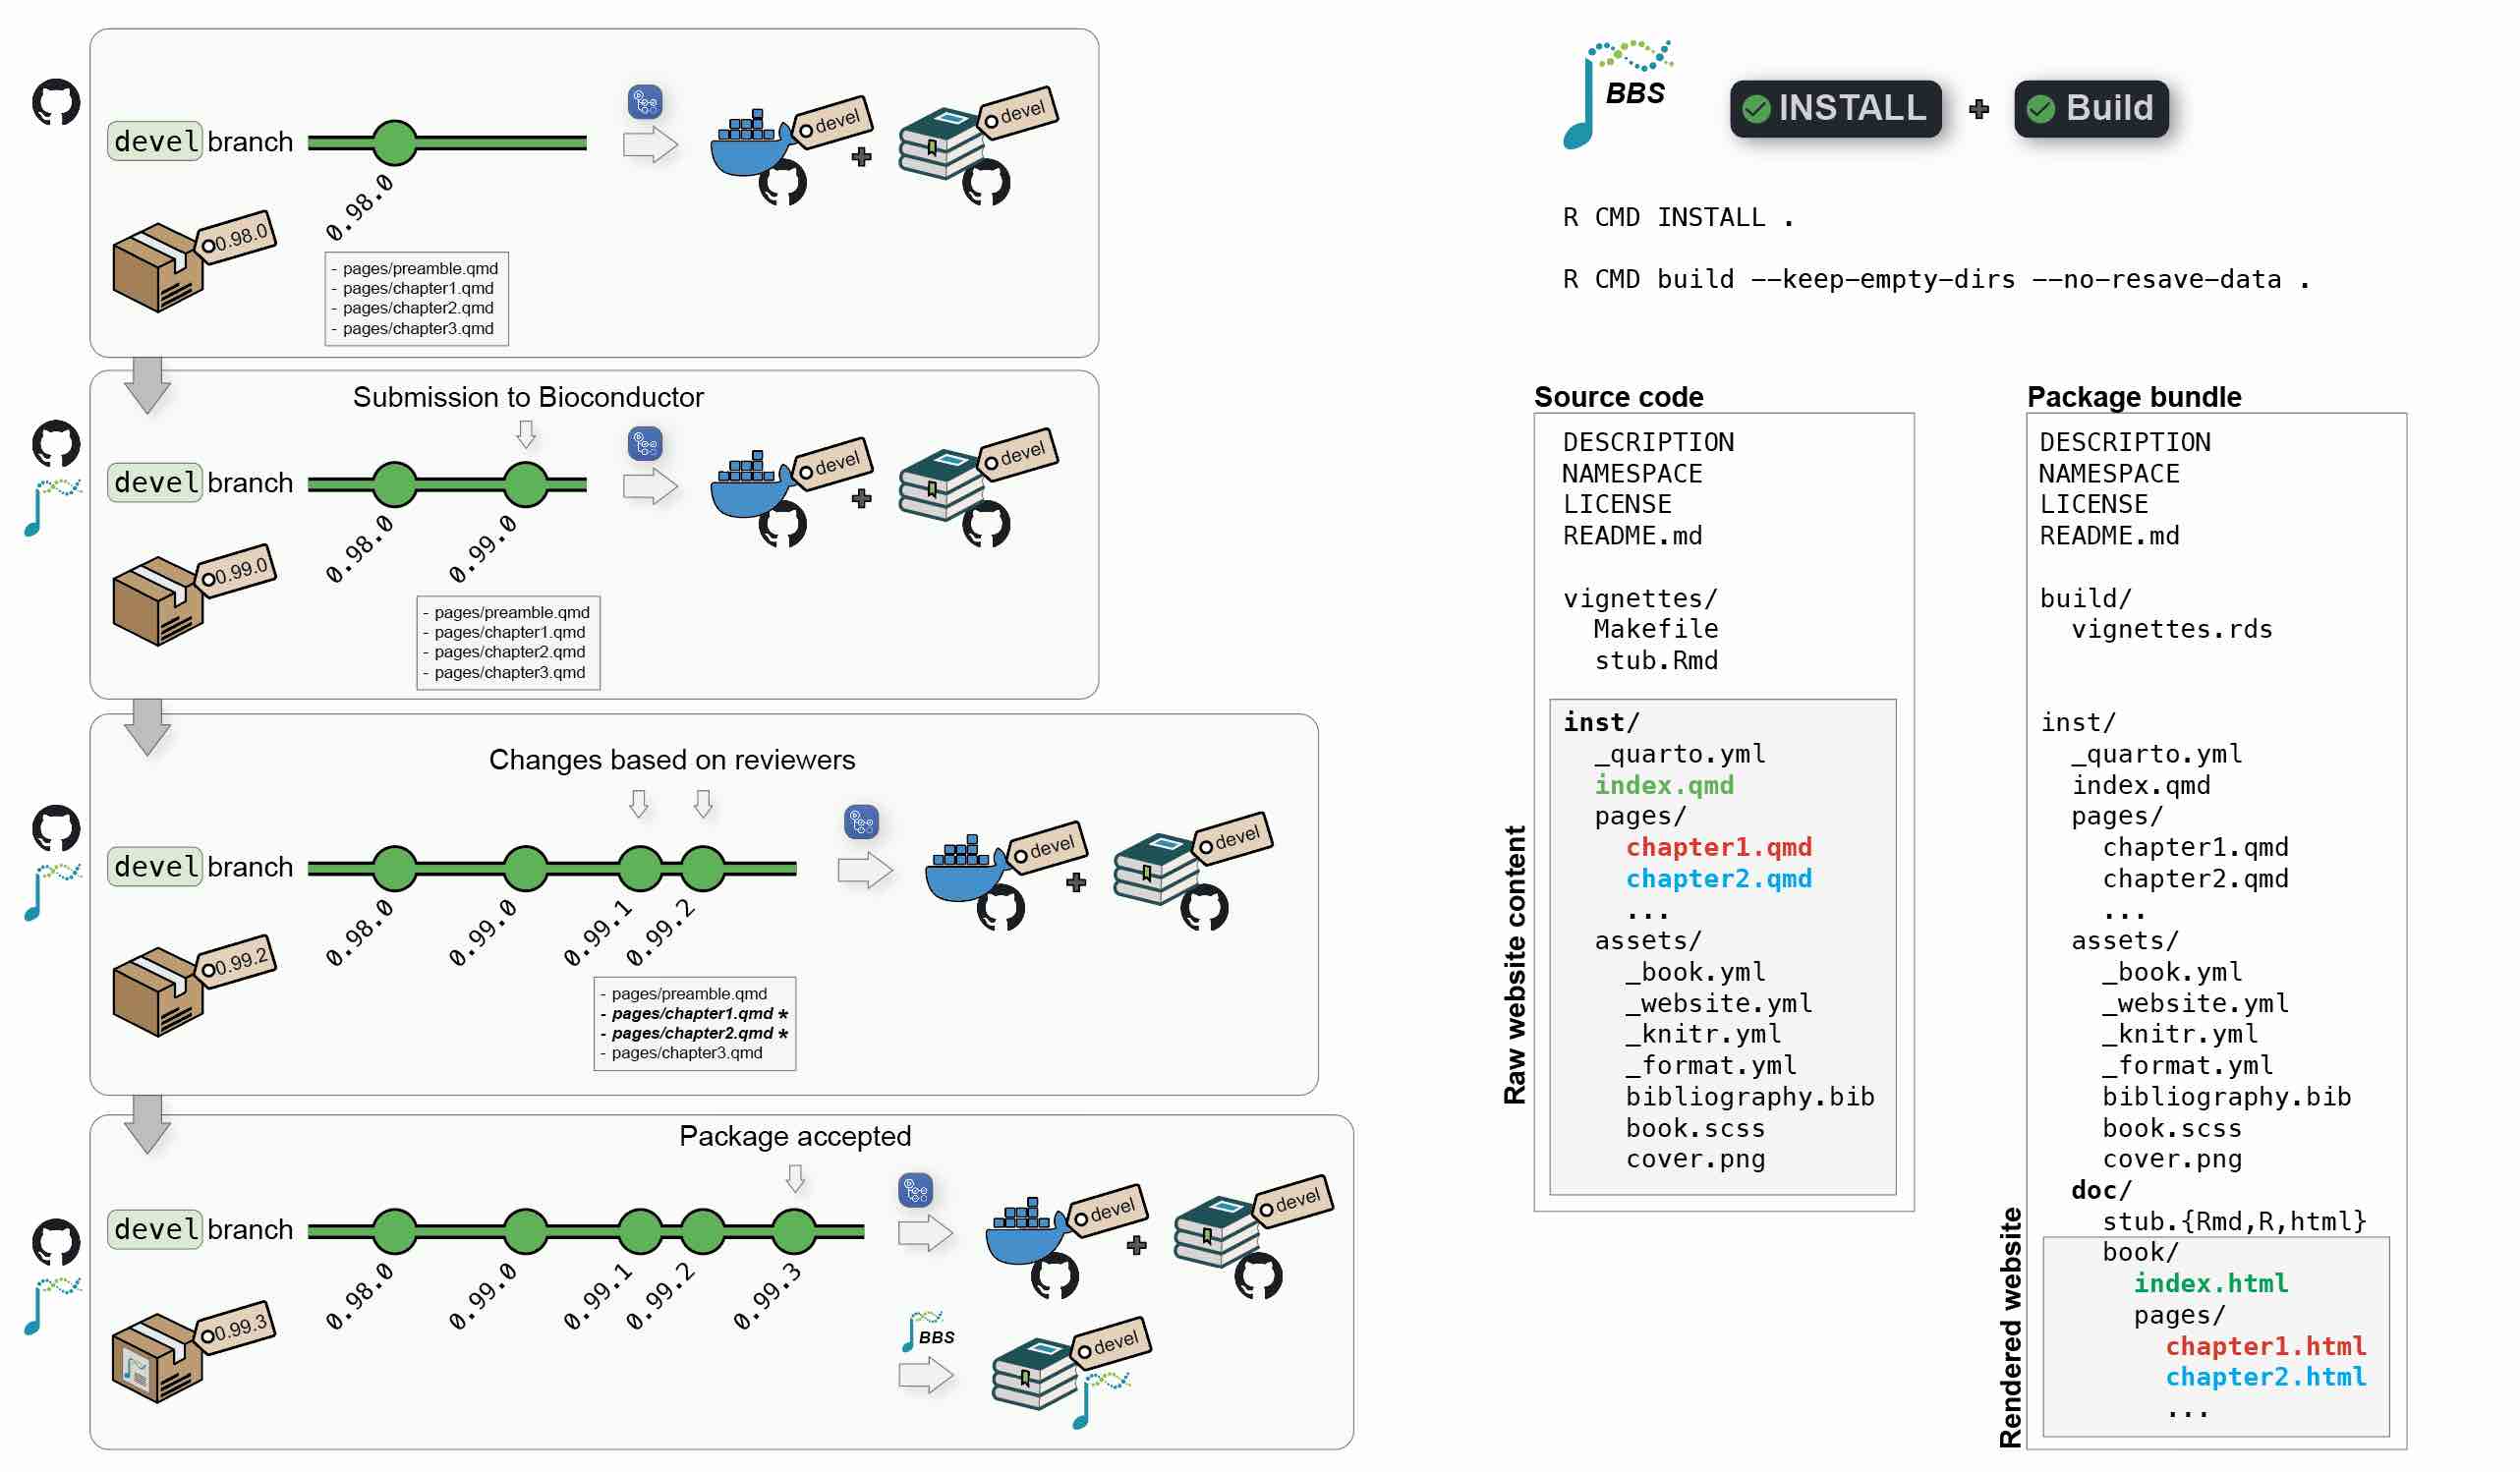 devel branch
0.98.0
devel
devel
0.98.0
- pages/preamble.qmd
- pages/chapter1.qmd
- pages/chapter2.qmd
- pages/chapter3.qmd
Submission to Bioconductor
devel branch
0.98.0
0.99.0
devel
devel
0.99.0
- pages/preamble.qmd
- pages/chapter1.qmd
- pages/chapter2.qmd
- pages/chapter3.qmd
Changes based on reviewers
devel branch
0.98.0
0.99.0
0.99.1
0.99.2
devel
devel
0.99.2
- pages/preamble.qmd
- pages/chapter1.qmd *
- pages/chapter2.qmd *
- pages/chapter3.qmd
Package accepted
devel branch
0.98.0
0.99.0
0.99.1
0.99.2
0.99.3
devel
devel
0.99.3
BBS
devel
BBS
INSTALL
Build
R CMD INSTALL .
R CMD build --keep-empty-dirs --no-resave-data .
Source code
DESCRIPTION
NAMESPACE
LICENSE
README.md
vignettes/
Makefile
stub.Rmd
Raw website content
inst/
_quarto.yml
index.qmd
pages/
chapter1.qmd
chapter2.qmd
...
assets/
_book.yml
_website.yml
_knitr.yml
_format.yml
bibliography.bib
book.scss
cover.png
Package bundle
DESCRIPTION
NAMESPACE
LICENSE
README.md
build/
vignettes.rds
inst/
_quarto.yml
index.qmd
pages/
chapter1.qmd
chapter2.qmd
...
assets/
_book.yml
_website.yml
_knitr.yml
_format.yml
bibliography.bib
book.scss
cover.png
doc/
stub.{Rmd,R,html}
Rendered website
book/
index.html
pages/
chapter1.html
chapter2.html
...